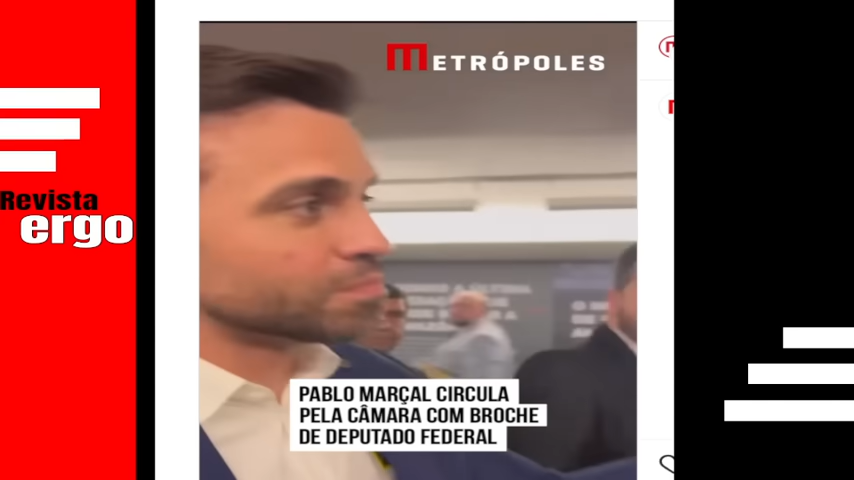 METRÓPOLES
Revista
ergo
PABLO MARÇAL CIRCULA
PELA CÂMARA COM BROCHE
DE DEPUTADO FEDERAL